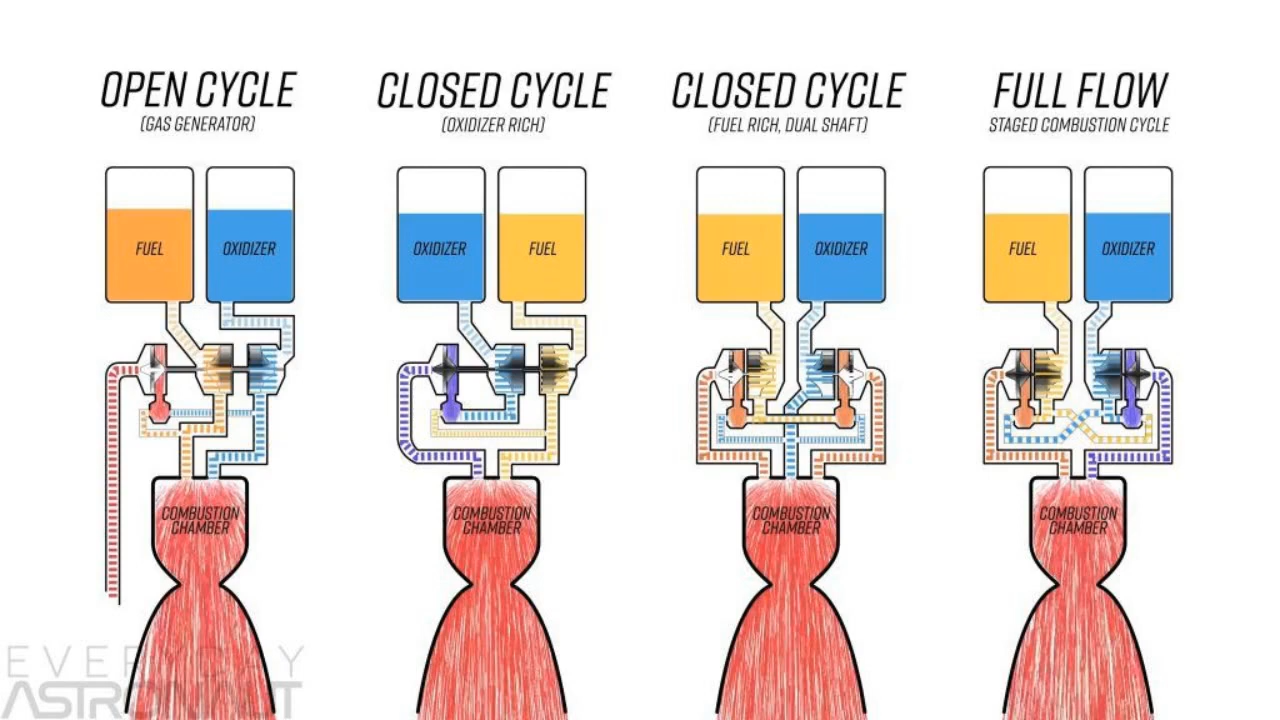 OPEN CYCLE
(GAS GENERATOR)
FUEL
OXIDIZER
COMBUSTION
CHAMBER
CLOSED CYCLE
(OXIDIZER RICH)
OXIDIZER
FUEL
COMBUSTION
CHAMBER
CLOSED CYCLE
(FUEL RICH, DUAL SHAFT)
FUEL
OXIDIZER
COMBUSTION
CHAMBER
FULL FLOW
STAGED COMBUSTION CYCLE
FUEL
OXIDIZER
COMBUSTION
CHAMBER
EVERYDAY
ASTRONAUT